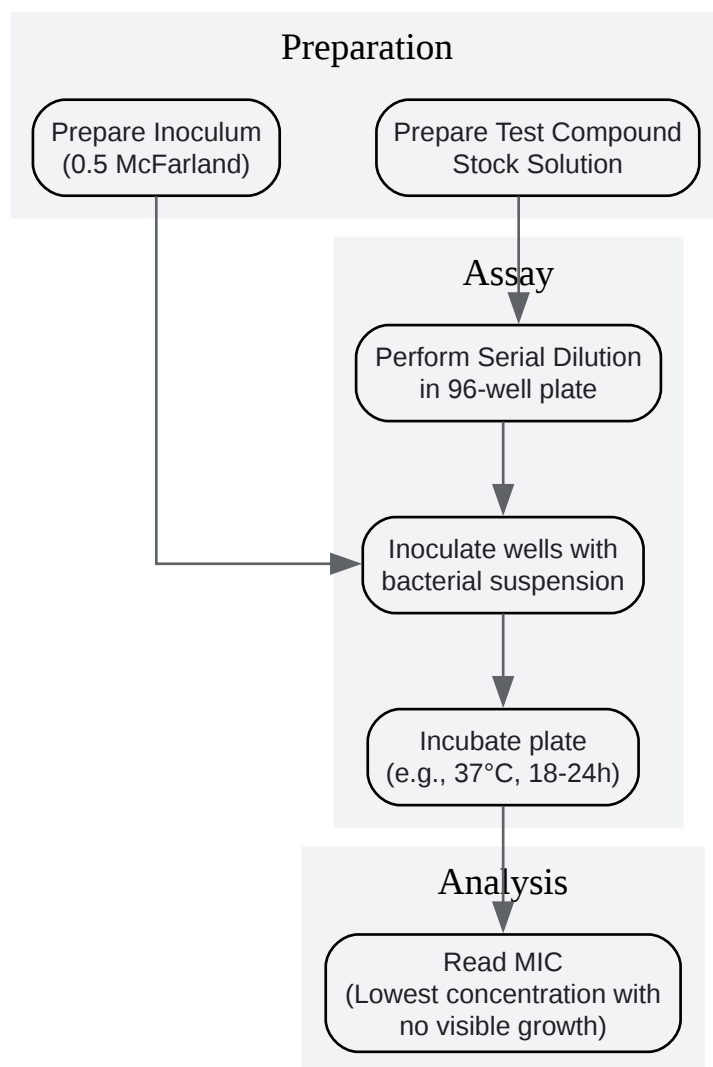 Preparation
Prepare Inoculum
(0.5 McFarland)
Prepare Test Compound
Stock Solution
Assay
Perform Serial Dilution
in 96-well plate
Inoculate wells with
bacterial suspension
Incubate plate
(e.g., 37°C, 18-24h)
Analysis
Read MIC
(Lowest concentration with
no visible growth)